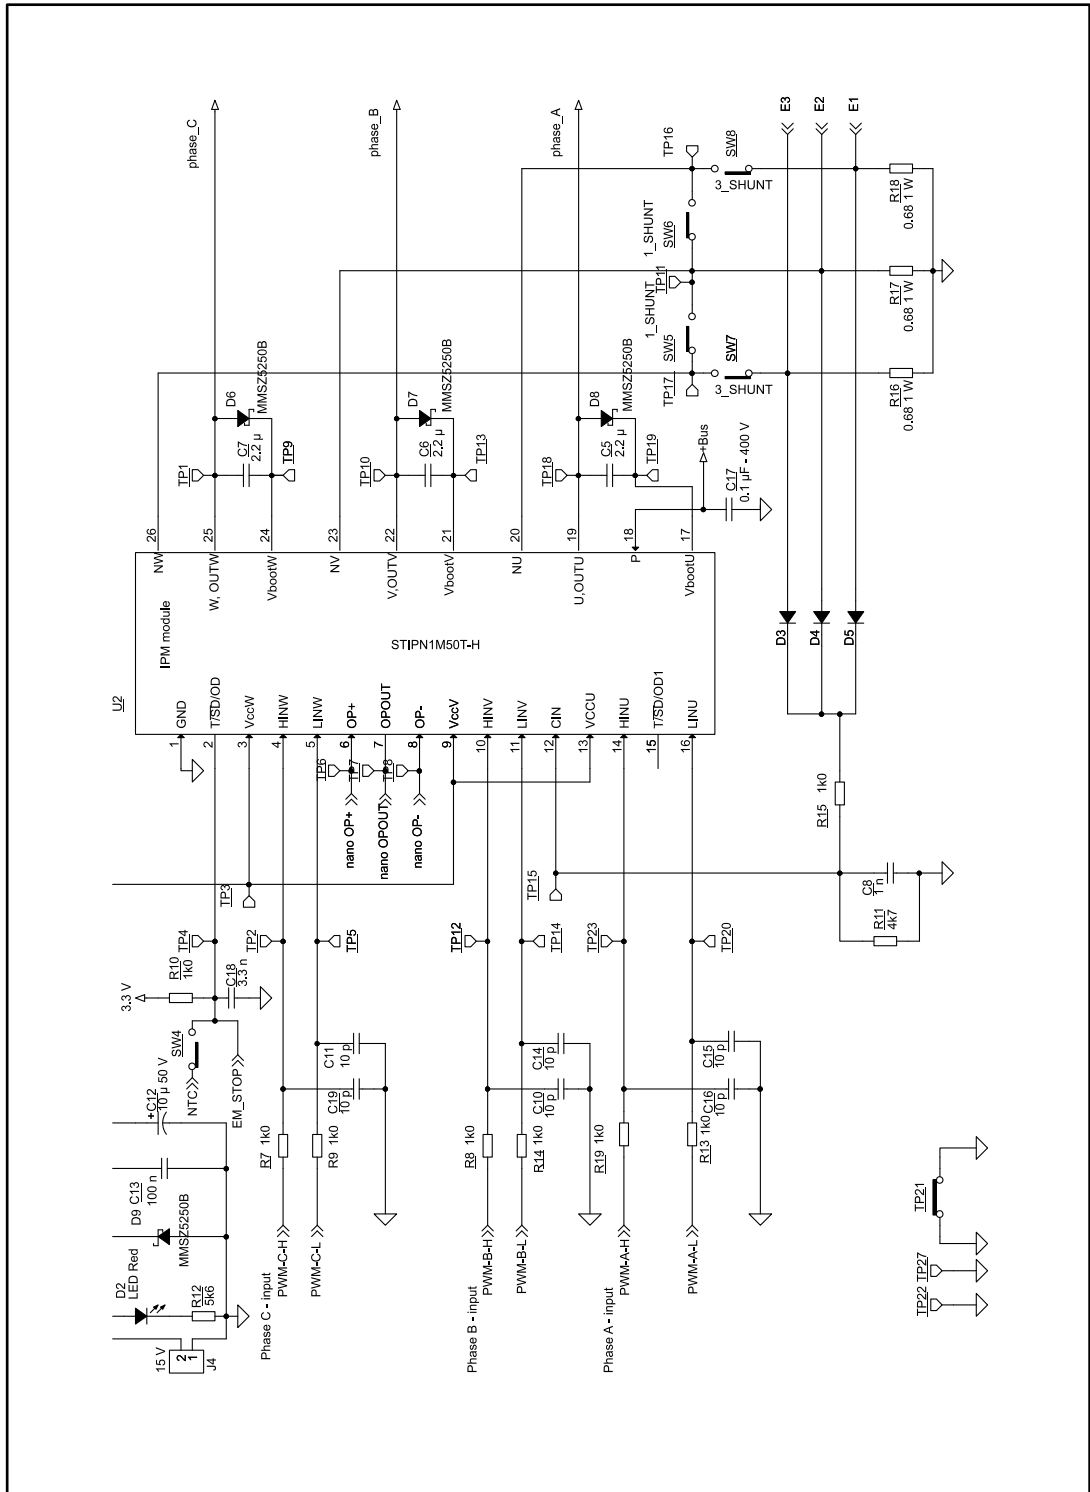 phase_C
phase_B
phase_A
E3
E2
E1
TP16
SW8
3_SHUNT
R18
0.68 1 W
1_SHUNT
SW6
TP11
R17
0.68 1 W
1_SHUNT
SW5
SW7
TP17
3_SHUNT
R16
0.68 1 W
D6
MMSZ5250B
D7
MMSZ5250B
D8
MMSZ5250B
TP1
C7
2.2 µ
TP9
TP10
C6
2.2 µ
TP13
TP18
C5
2.2 µ
TP19
+Bus
C17
0.1 µF - 400 V
26
25
24
23
22
21
20
19
18
17
NW
W, OUTW
VbootW
NV
V,OUTV
VbootV
NU
U,OUTU
P
VbootU
IPM module
STIPN1M50T-H
U2
GND
T/SD/OD
VccW
HINW
LINW
OP+
OPOUT
OP-
VccV
HINV
LINV
CIN
VCCU
HINU
T/SD/OD1
LINU
1
2
3
4
5
6
7
8
9
10
11
12
13
14
15
16
D3
D4
D5
TP6
TP7
TP8
nano OP+
nano OPOUT
nano OP-
R15 1k0
TP3
TP15
C8
1 n
R11
4k7
TP4
TP2
TP5
TP12
TP14
TP23
TP20
3.3 V
R10
1k0
C18
3.3 n
SW4
NTC
EM_STOP
+C12
10 µ 50 V
C11
10 p
C19
10 p
C14
10 p
C10
10 p
C15
10 p
C16
10 p
R7 1k0
R9 1k0
R8 1k0
R14 1k0
R19 1k0
R13 1k0
C13
100 n
D9
MMSZ5250B
D2
LED Red
R12
5k6
15 V
2
1
J4
Phase C - input
PWM-C-H
PWM-C-L
Phase B - input
PWM-B-H
PWM-B-L
Phase A - input
PWM-A-H
PWM-A-L
TP21
TP27
TP22